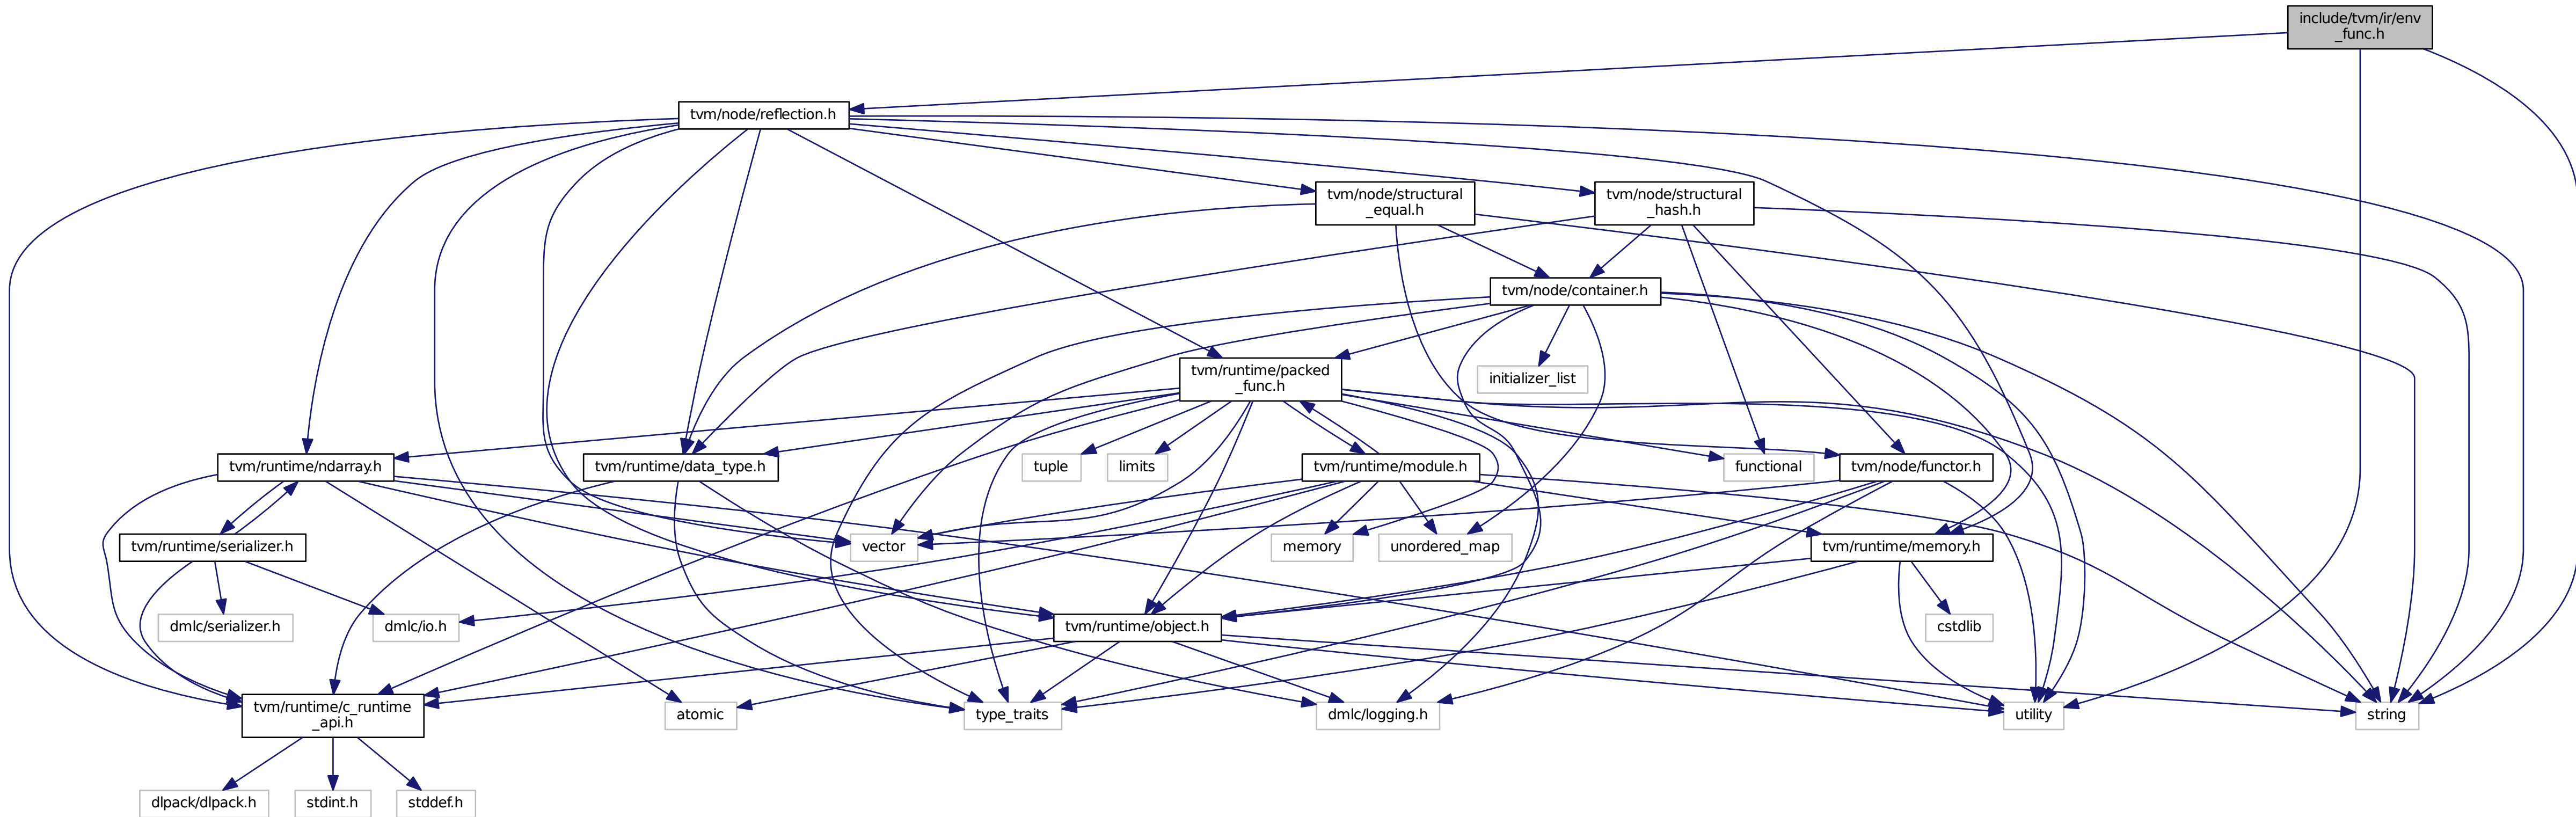 include/tvm/ir/env
_func.h
tvm/node/reflection.h
tvm/node/structural
_equal.h
tvm/node/structural
_hash.h
tvm/node/container.h
tvm/runtime/packed
_func.h
initializer_list
tvm/runtime/ndarray.h
tvm/runtime/data_type.h
tuple
limits
tvm/runtime/module.h
functional
tvm/node/functor.h
tvm/runtime/serializer.h
vector
memory
unordered_map
tvm/runtime/memory.h
dmlc/serializer.h
dmlc/io.h
tvm/runtime/object.h
cstdlib
tvm/runtime/c_runtime
_api.h
atomic
type_traits
dmlc/logging.h
utility
string
dlpack/dlpack.h
stdint.h
stddef.h